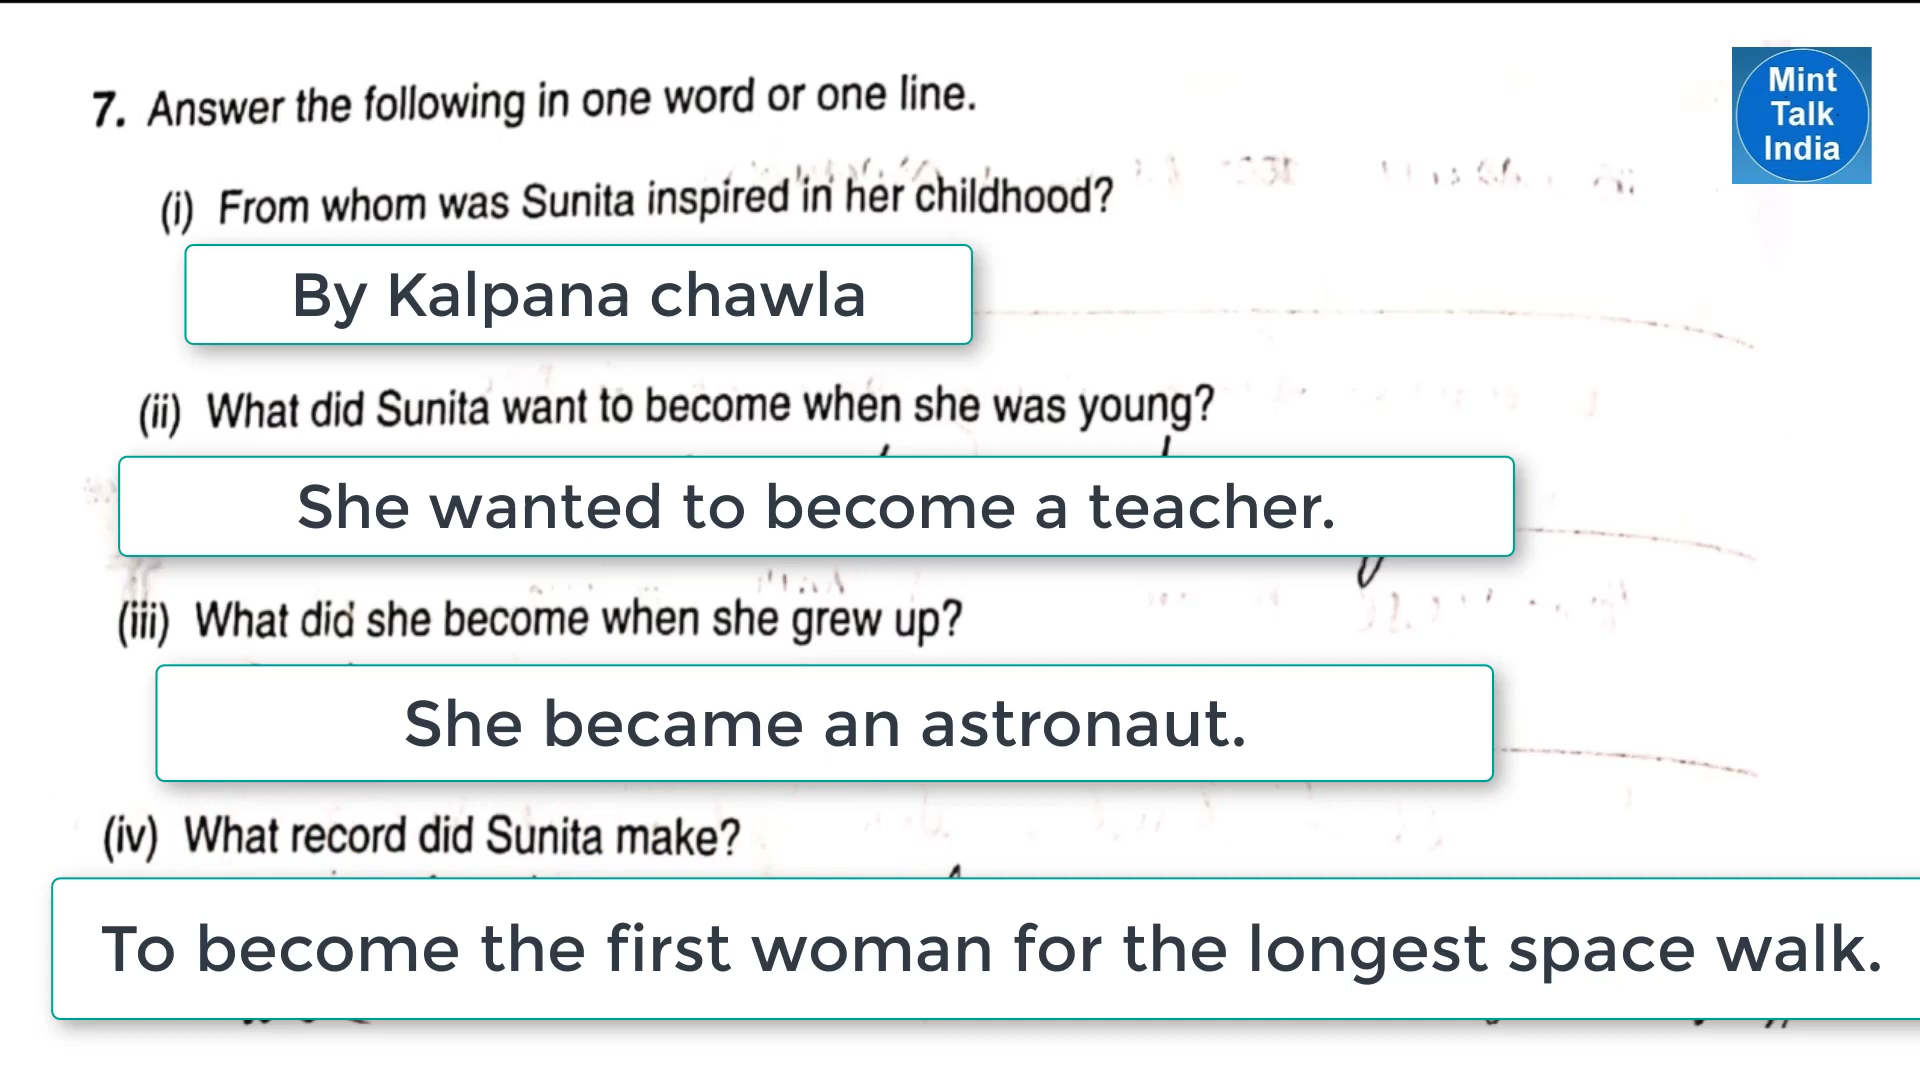 7. Answer the following in one word or one line.
Mint
Talk
India
(i) From whom was Sunita inspired in her childhood?
By Kalpana chawla
(ii) What did Sunita want to become when she was young?
She wanted to become a teacher.
(iii) What did she become when she grew up?
She became an astronaut.
(iv) What record did Sunita make?
To become the first woman for the longest space walk.